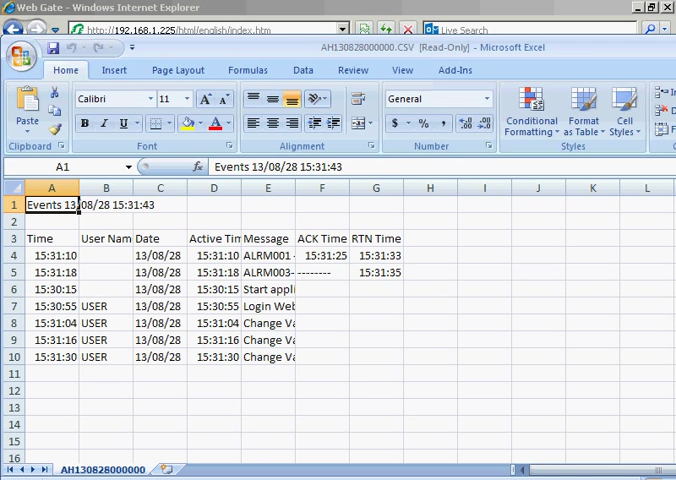 Web Gate - Windows Internet Explorer
http://192.168.1.225/html/english/index.htm
Live Search
AH130828000000.CSV [Read-Only] - Microsoft Excel
Home Insert Page Layout Formulas Data Review View Add-Ins
Calibri 11 A A General
Paste B I U A $ % , Conditional Formatting Format as Table Cell Styles
Clipboard Font Alignment Number Styles
A1 fx Events 13/08/28 15:31:43
A B C D E F G H I J K L
1 Events 13/08/28 15:31:43
2
3 Time User Nam Date Active Tim Message ACK Time RTN Time
4 15:31:10 13/08/28 15:31:10 ALRM001 - 15:31:25 15:31:33
5 15:31:18 13/08/28 15:31:18 ALRM003- -------- 15:31:35
6 15:30:15 13/08/28 15:30:15 Start appli
7 15:30:55 USER 13/08/28 15:30:55 Login Web
8 15:31:04 USER 13/08/28 15:31:04 Change Va
9 15:31:16 USER 13/08/28 15:31:16 Change Va
10 15:31:30 USER 13/08/28 15:31:30 Change Va
11
12
13
14
15
16
AH130828000000